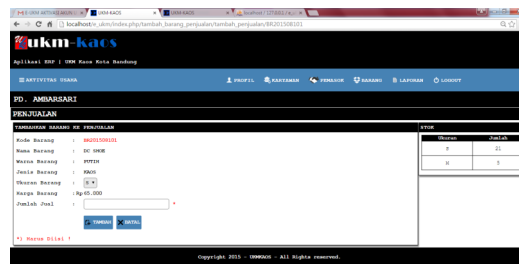 UKM-KAOS
UKM-KAOS
localhost/e_ukm/index.php/tambah_barang_penjualan/tambah_penjualan/BR201508101
ukm-kaos
Aplikasi ERP | UKM Kaos Kota Bandung
AKTIVITAS USAHA PROFIL KARYAWAN PEMASOK BARANG LAPORAN LOGOUT
PD. AMBARSARI
PENJUALAN
TAMBAHKAN BARANG KE PENJUALAN
STOK
Kode Barang : BR201508101
Ukuran Jumlah
Nama Barang : DC SHOE
S 21
Warna Barang : PUTIH
Jenis Barang : KAOS
M 5
Ukuran Barang : S
Harga Barang : Rp 65.000
Jumlah Jual : *
TAMBAH BATAL
*) Harus Diisi !
Copyright 2015 - UKMKAOS - All Rights reserved.